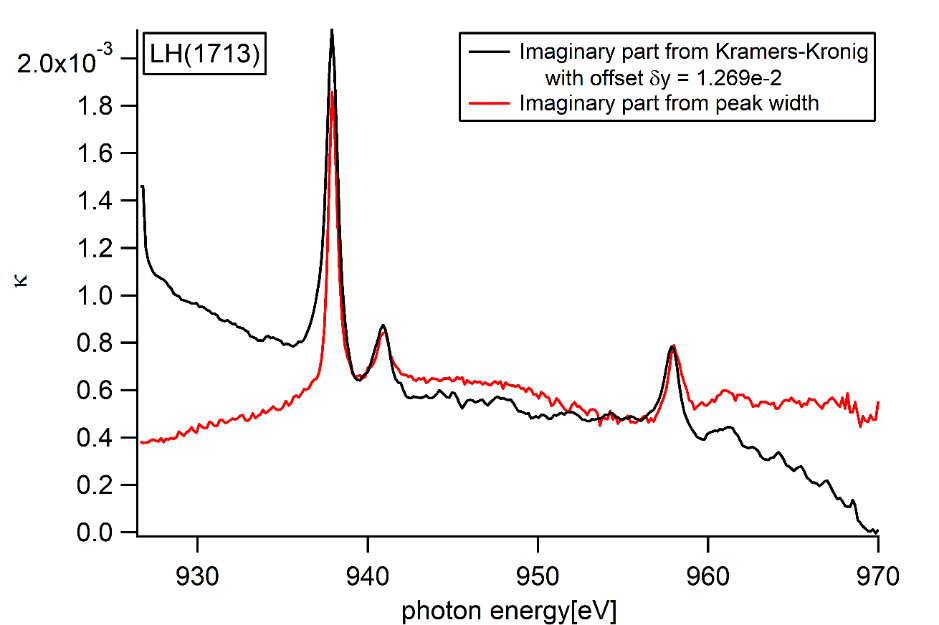 LH(1713)
Imaginary part from Kramers-Kronig
with offset δy = 1.269e-2
Imaginary part from peak width
2.0x10⁻³
1.8
1.6
1.4
1.2
1.0
0.8
0.6
0.4
0.2
0.0
κ
930 940 950 960 970
photon energy[eV]